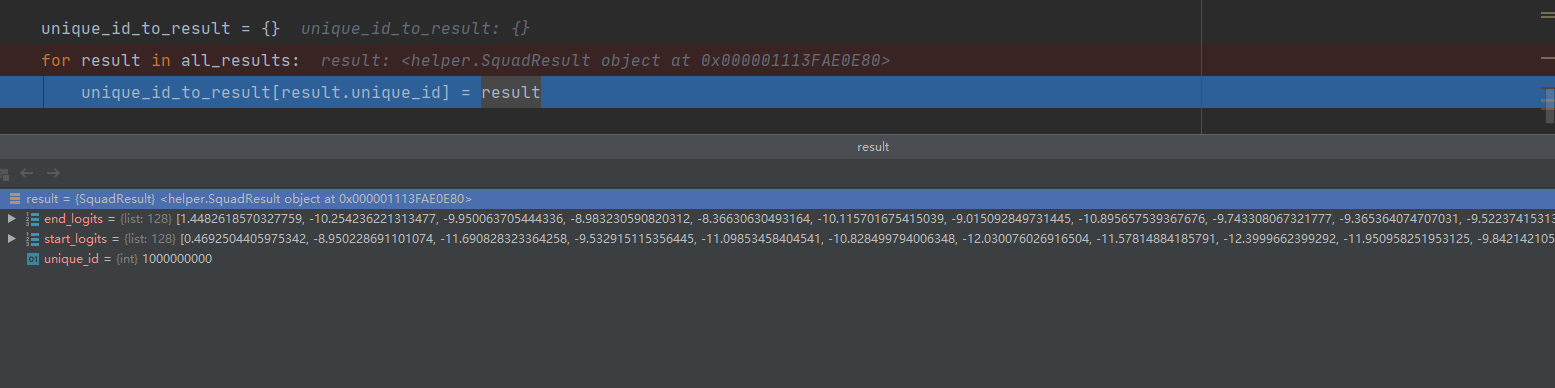 unique_id_to_result = {}  unique_id_to_result: {}
for result in all_results:  result: <helper.SquadResult object at 0x000001113FAE0E80>
unique_id_to_result[result.unique_id] = result
result
result = {SquadResult} <helper.SquadResult object at 0x000001113FAE0E80>
end_logits = {list: 128} [1.4482618570327759, -10.254236221313477, -9.950063705444336, -8.983230590820312, -8.36630630493164, -10.115701675415039, -9.015092849731445, -10.895657539367676, -9.743308067321777, -9.365364074707031, -9.52237415313
start_logits = {list: 128} [0.4692504405975342, -8.950228691101074, -11.690828323364258, -9.532915115356445, -11.09853458404541, -10.828499794006348, -12.030076026916504, -11.57814884185791, -12.3999662399292, -11.950958251953125, -9.842142105
unique_id = {int} 1000000000